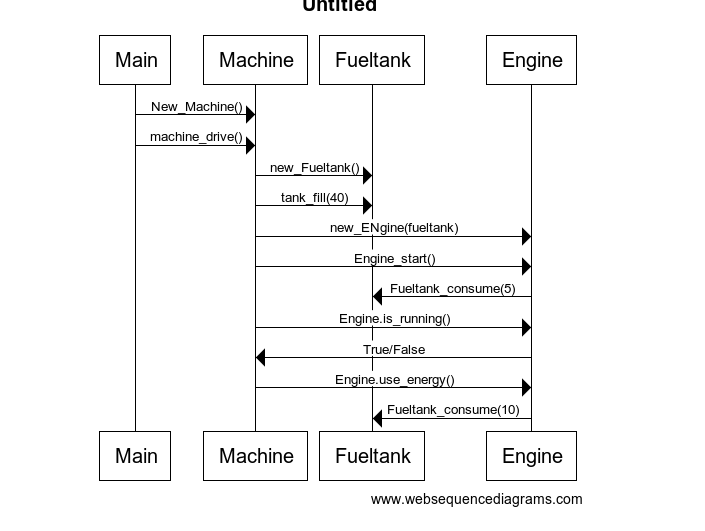 Untitled
Main Machine Fueltank Engine
New_Machine()
machine_drive()
new_Fueltank()
tank_fill(40)
new_ENgine(fueltank)
Engine_start()
Fueltank_consume(5)
Engine.is_running()
True/False
Engine.use_energy()
Fueltank_consume(10)
Main Machine Fueltank Engine
www.websequencediagrams.com